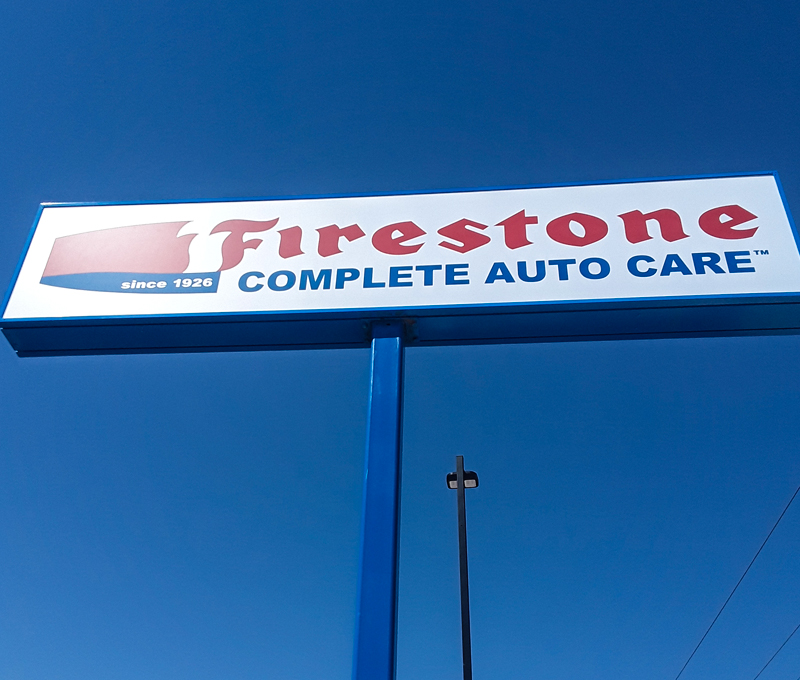 Firestone
since 1926 COMPLETE AUTO CARE™